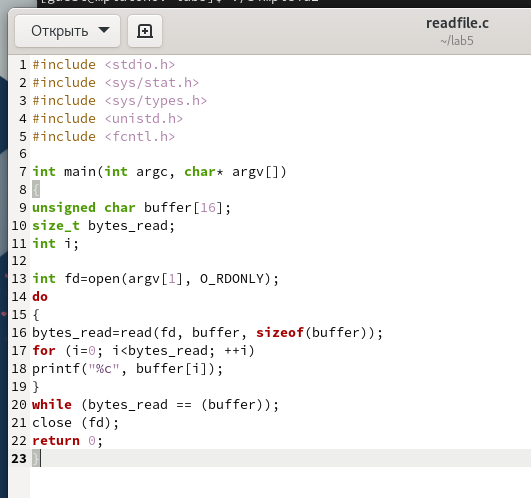 Открыть
readfile.c
~/lab5
1 #include <stdio.h>
2 #include <sys/stat.h>
3 #include <sys/types.h>
4 #include <unistd.h>
5 #include <fcntl.h>
6
7 int main(int argc, char* argv[])
8 {
9 unsigned char buffer[16];
10 size_t bytes_read;
11 int i;
12
13 int fd=open(argv[1], O_RDONLY);
14 do
15 {
16 bytes_read=read(fd, buffer, sizeof(buffer));
17 for (i=0; i<bytes_read; ++i)
18 printf("%c", buffer[i]);
19 }
20 while (bytes_read == (buffer));
21 close (fd);
22 return 0;
23 }